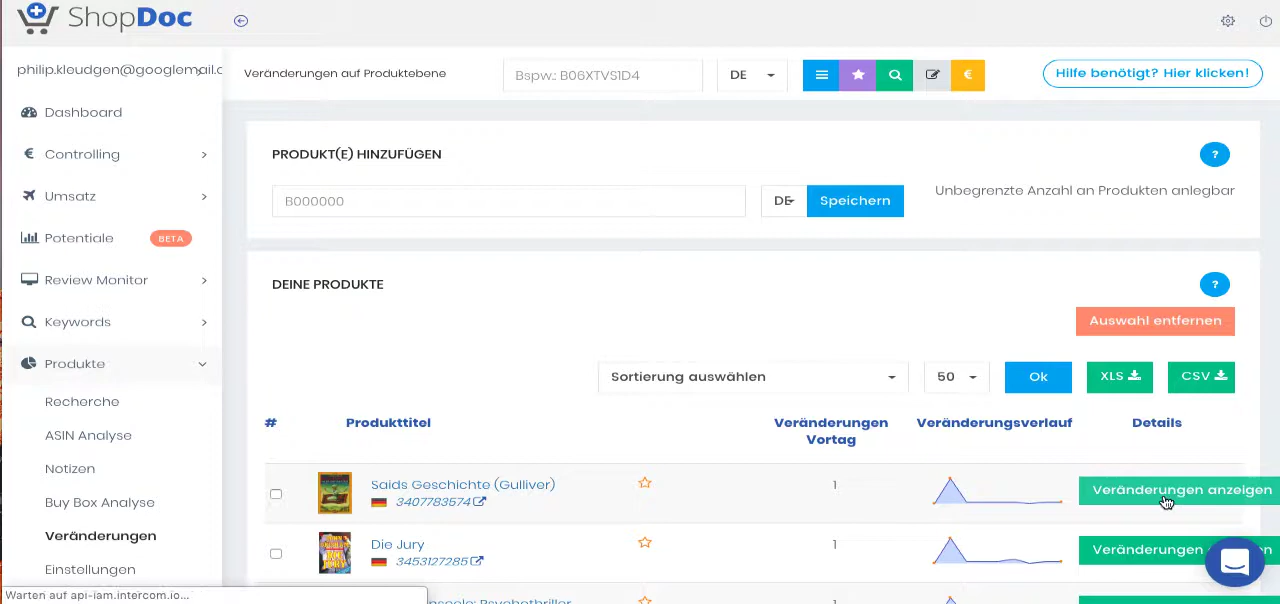 ShopDoc
philip.kleudgen@googlemail.c
Veränderungen auf Produktebene
Bspw.: B06XTVS1D4
DE
€
Hilfe benötigt? Hier klicken!
Dashboard
€ Controlling
Umsatz
Potentiale BETA
Review Monitor
Keywords
Produkte
Recherche
ASIN Analyse
Notizen
Buy Box Analyse
Veränderungen
Einstellungen
Warten auf api-iam.intercom.io...
PRODUKT(E) HINZUFÜGEN
?
B000000
DE
Speichern
Unbegrenzte Anzahl an Produkten anlegbar
DEINE PRODUKTE
?
Auswahl entfernen
Sortierung auswählen
50
Ok
XLS
CSV
# Produkttitel Veränderungen Vortag Veränderungsverlauf Details
Saids Geschichte (Gulliver) 1 Veränderungen anzeigen
3407783574
Die Jury 1 Veränderungen
3453127285